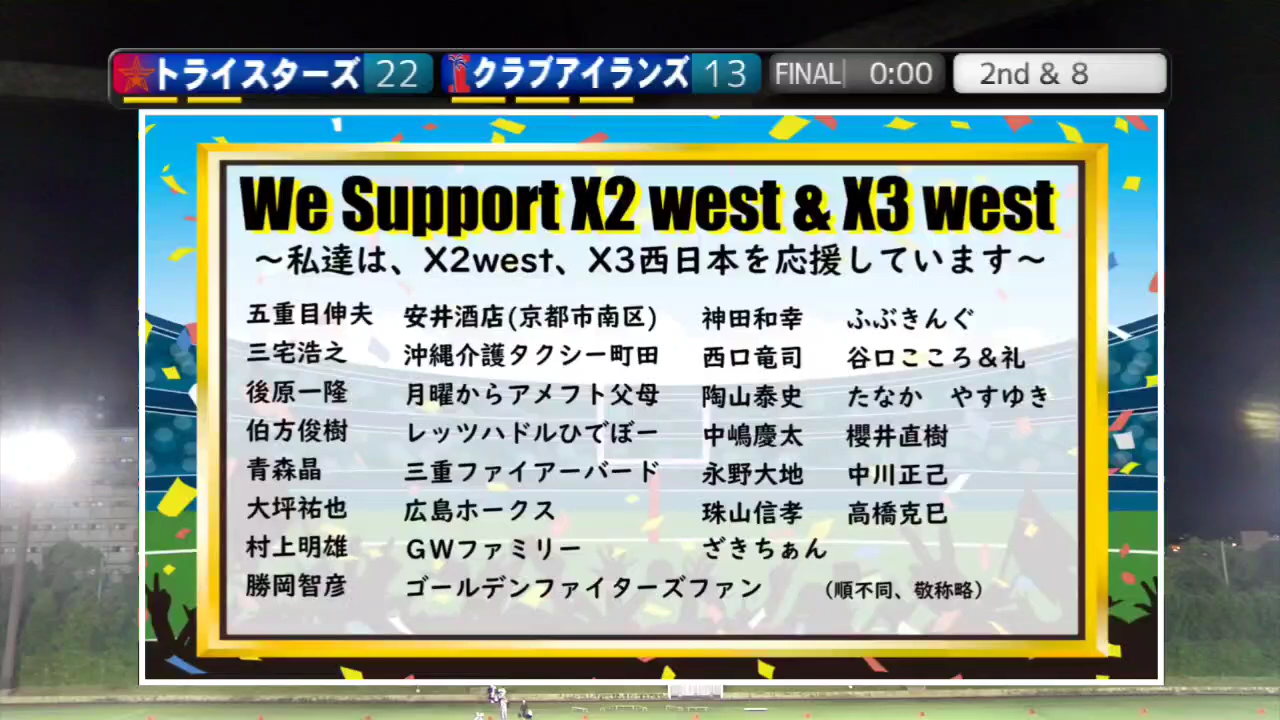 トライスターズ 22 クラブアイランズ 13 FINAL 0:00 2nd & 8
We Support X2 west & X3 west
～私達は、X2west、X3西日本を応援しています～
五重目伸夫 安井酒店(京都市南区) 神田和幸 ふぶきんぐ
三宅浩之 沖縄介護タクシー町田 西口竜司 谷口こころ＆礼
後原一隆 月曜からアメフト父母 陶山泰史 たなか　やすゆき
伯方俊樹 レッツハドルひでぼー 中嶋慶太 櫻井直樹
青森晶 三重ファイアーバード 永野大地 中川正己
大坪祐也 広島ホークス 珠山信孝 高橋克巳
村上明雄 GWファミリー ざきちぁん
勝岡智彦 ゴールデンファイターズファン （順不同、敬称略）